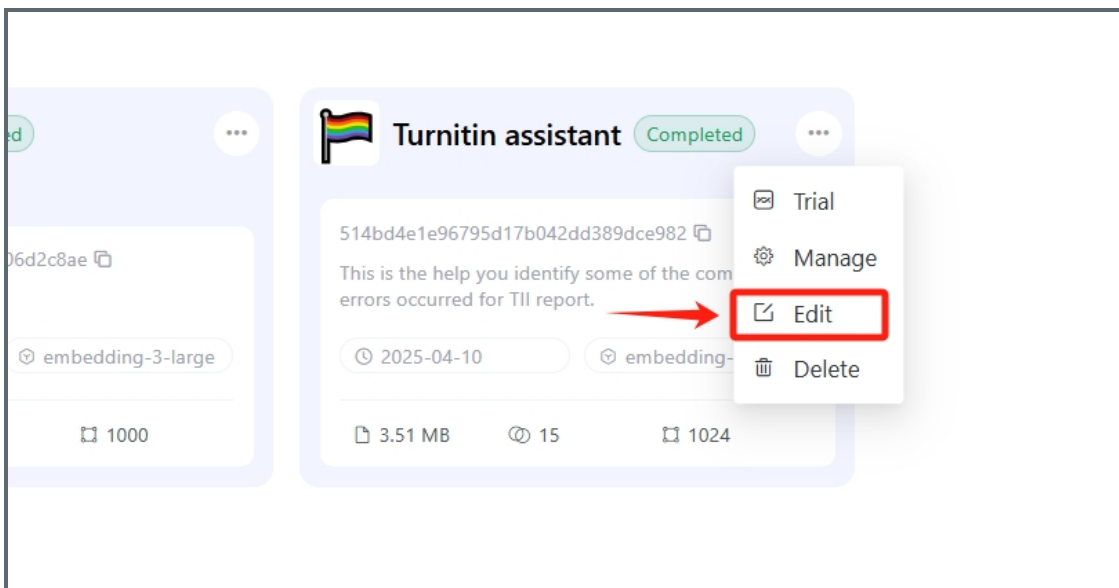 ed
Turnitin assistant
Completed
Trial
514bd4e1e96795d17b042dd389dce982
Manage
06d2c8ae
This is the help you identify some of the com
errors occurred for TII report.
Edit
embedding-3-large
2025-04-10
embedding-
Delete
1000
3.51 MB
15
1024